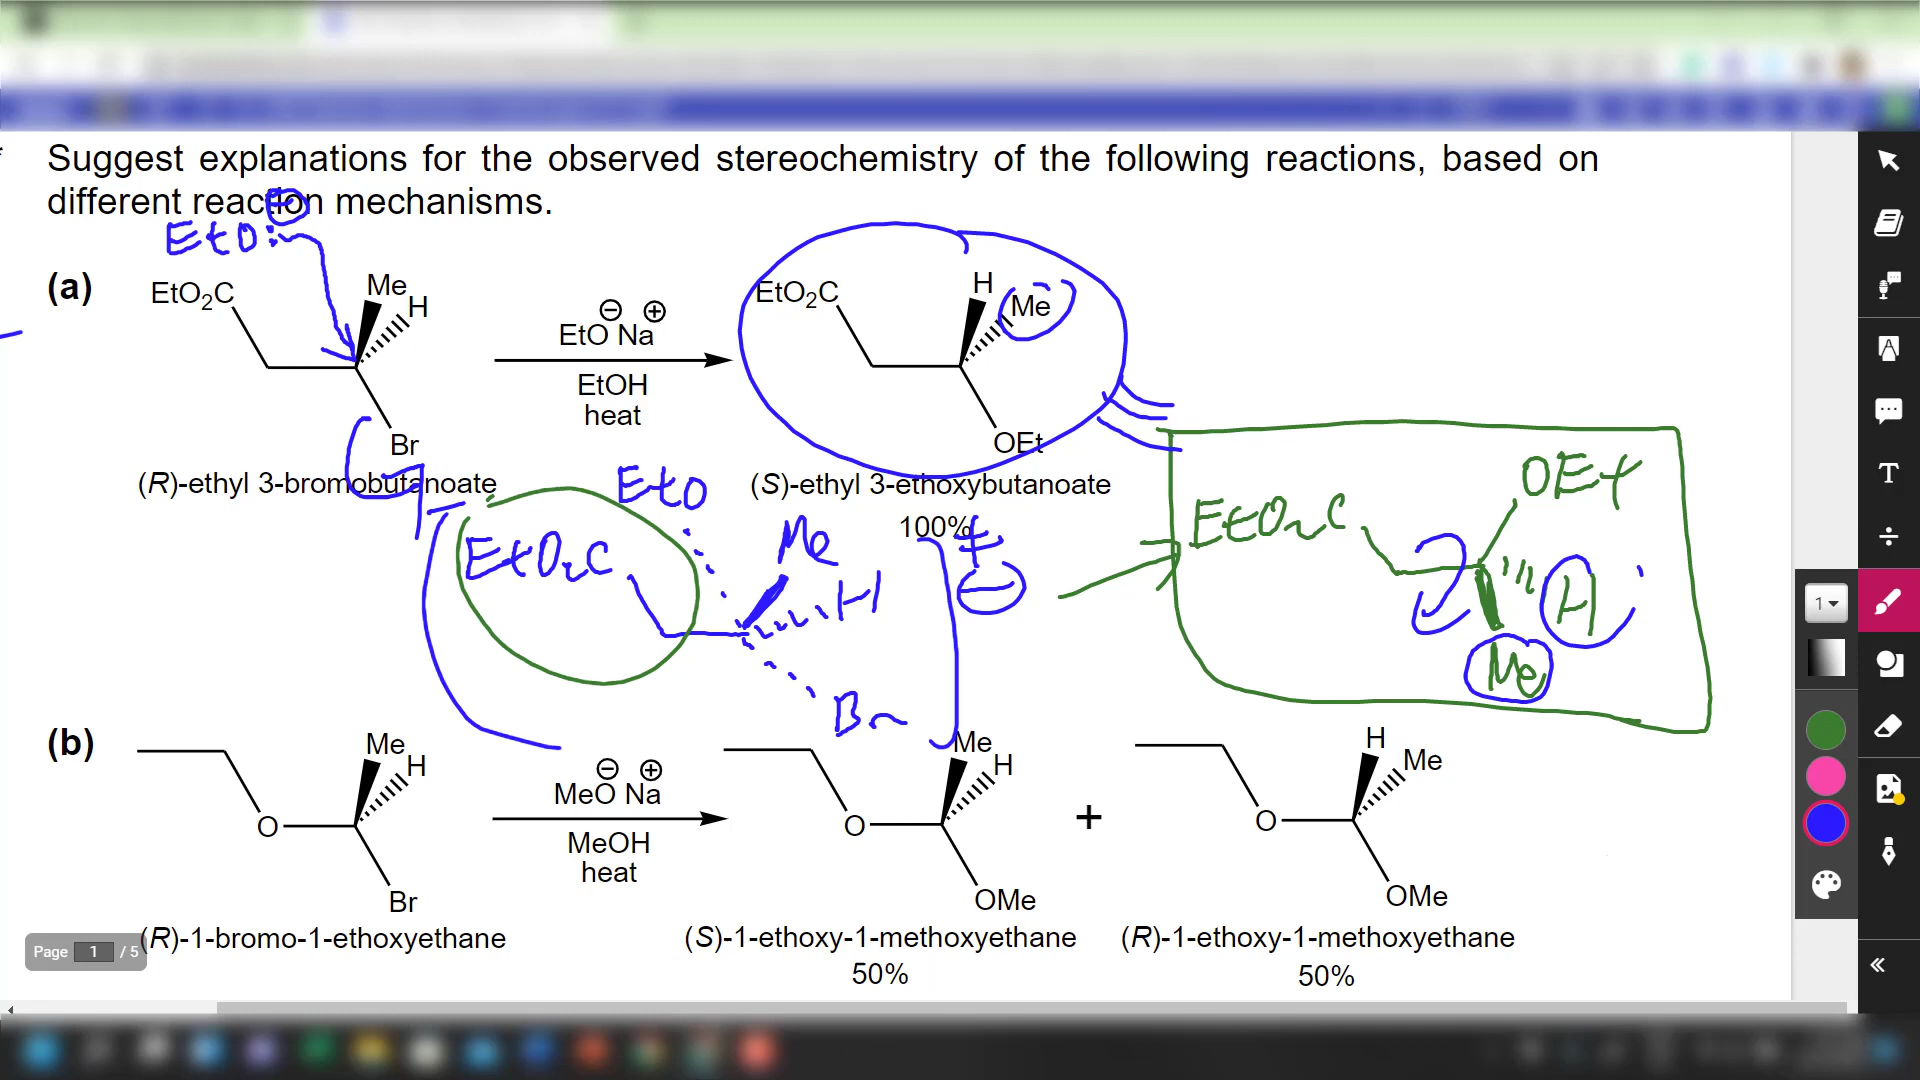 Suggest explanations for the observed stereochemistry of the following reactions, based on
different reaction mechanisms.
EtO:
⊖
(a)
EtO2C
Me
H
Br
(R)-ethyl 3-bromobutanoate
⊖ ⊕
EtO Na
EtOH
heat
EtO2C
H
Me
OEt
(S)-ethyl 3-ethoxybutanoate
100%
EtO
EtO2C
Me
H
Br
‡
⊖
EtO2C
OEt
H
Me
(b)
O
Me
H
Br
(R)-1-bromo-1-ethoxyethane
⊖ ⊕
MeO Na
MeOH
heat
O
Me
H
OMe
(S)-1-ethoxy-1-methoxyethane
50%
+
O
H
Me
OMe
(R)-1-ethoxy-1-methoxyethane
50%
Page 1 / 5
1
T